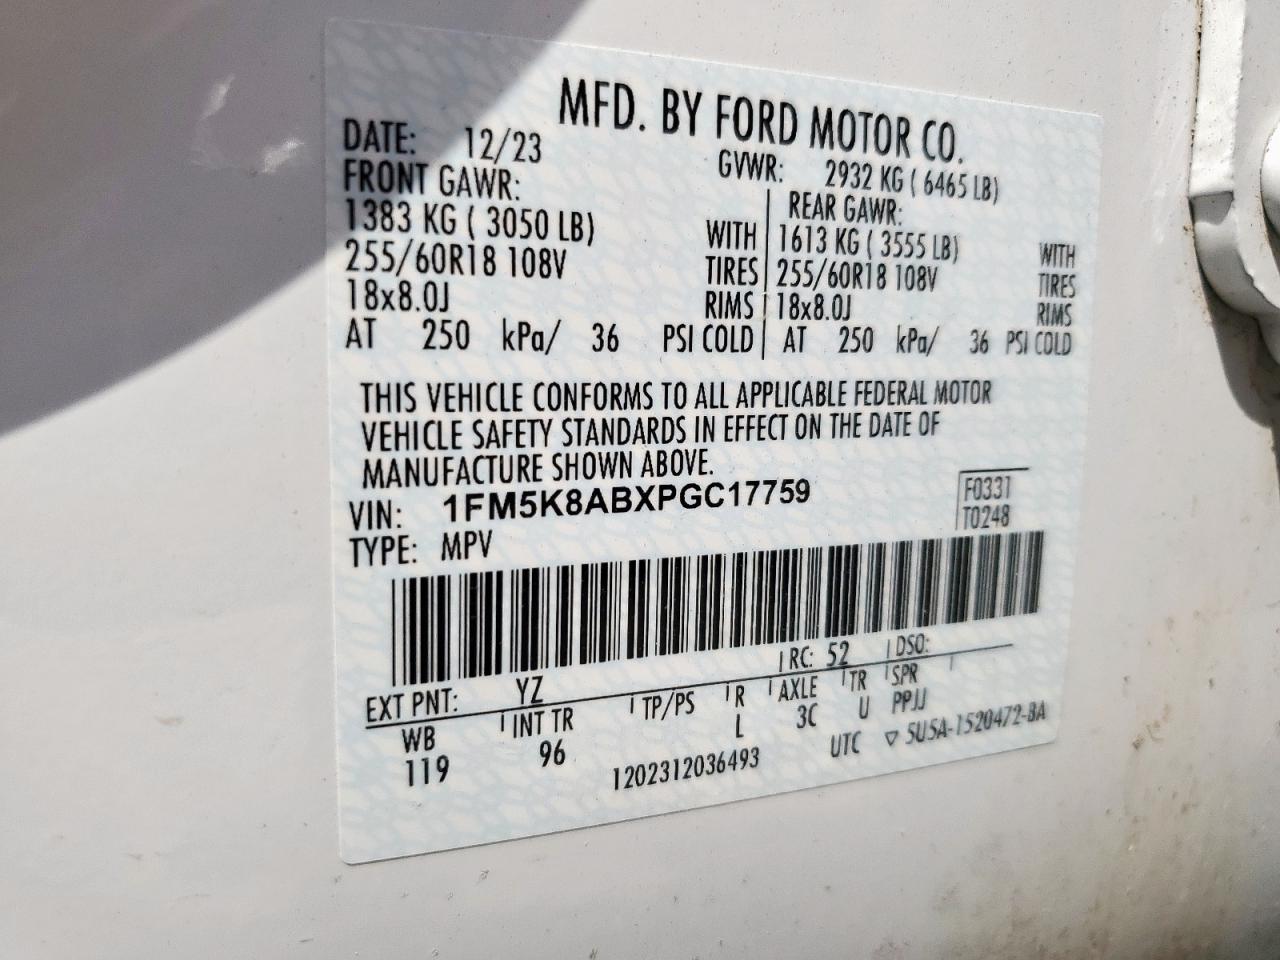 MFD. BY FORD MOTOR CO.
DATE: 12/23 GVWR: 2932 KG ( 6465 LB)
FRONT GAWR: REAR GAWR:
1383 KG ( 3050 LB) WITH 1613 KG ( 3555 LB) WITH
255/60R18 108V TIRES 255/60R18 108V TIRES
18x8.0J RIMS 18x8.0J RIMS
AT 250 kPa/ 36 PSI COLD AT 250 kPa/ 36 PSI COLD
THIS VEHICLE CONFORMS TO ALL APPLICABLE FEDERAL MOTOR
VEHICLE SAFETY STANDARDS IN EFFECT ON THE DATE OF
MANUFACTURE SHOWN ABOVE.
VIN: 1FM5K8ABXPGC17759 F0331
TYPE: MPV T0248
EXT PNT: YZ RC: 52 DSO:
WB INT TR TP/PS R AXLE TR SPR
119 96 L 3C U PPJJ
1202312036493 UTC ▽ 5U5A-1520472-BA